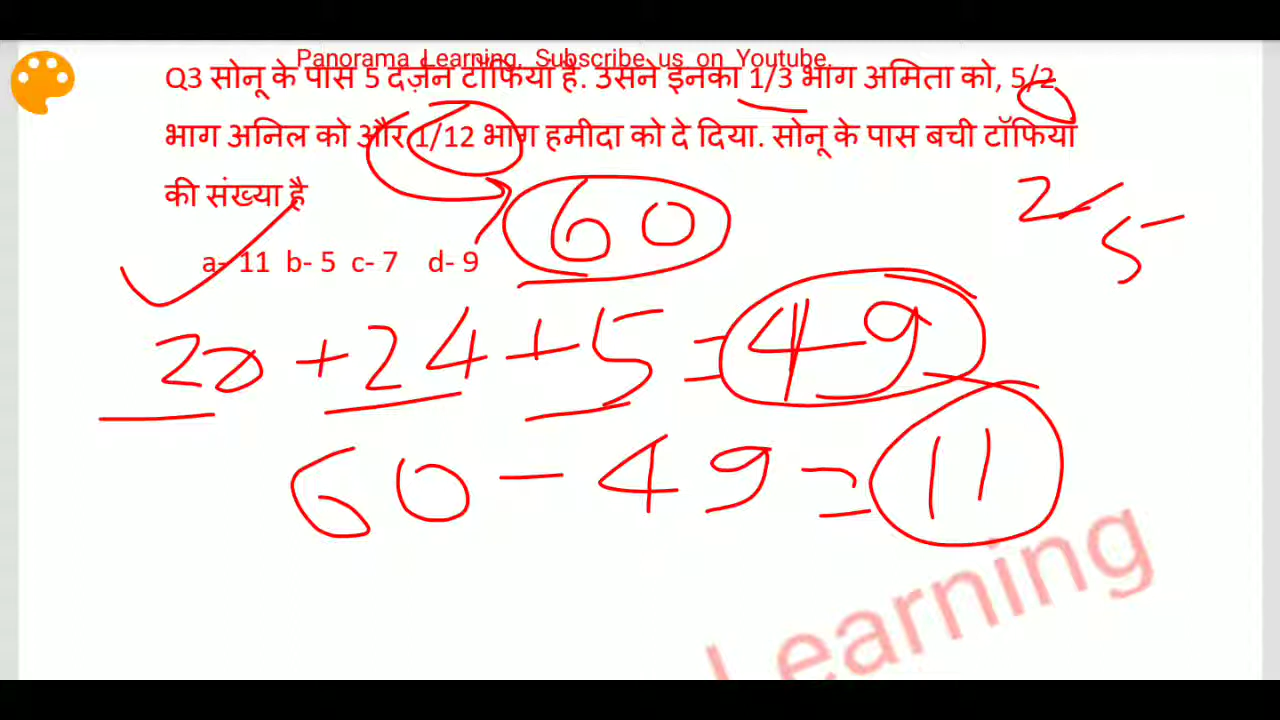 Panorama Learning, Subscribe us on Youtube.
Q3 सोनू के पास 5 दर्ज़न टॉफियां है. उसने इनका 1/3 भाग अमिता को, 5/2
भाग अनिल को और 1/12 भाग हमीदा को दे दिया. सोनू के पास बची टॉफियां
की संख्या है
2/5
60
a- 11 b- 5 c- 7 d- 9
20 + 24 + 5 = 49
60 - 49 = 11
Learning